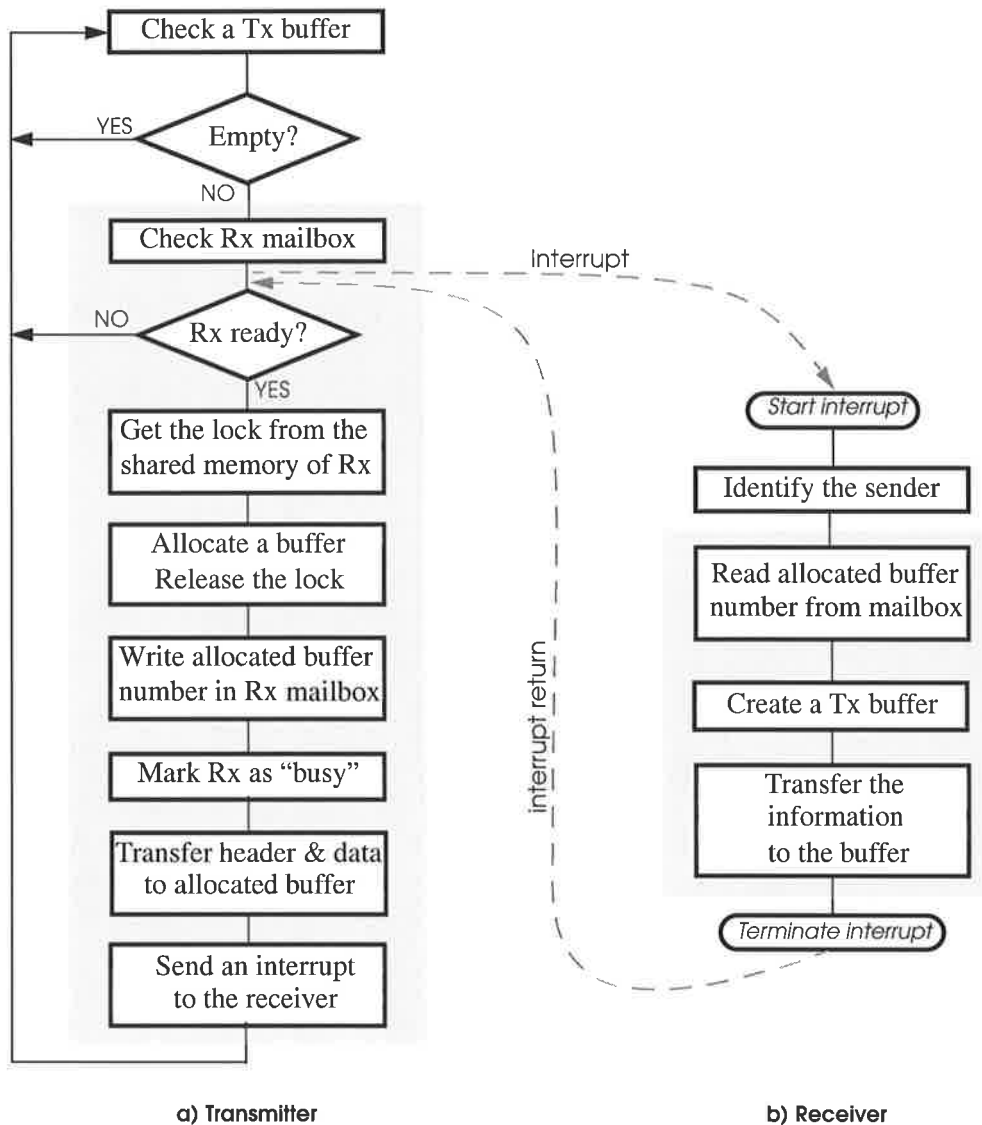 Check a Tx buffer
YES
Empty?
NO
Check Rx mailbox
Interrupt
NO
Rx ready?
YES
Get the lock from the
shared memory of Rx
Allocate a buffer
Release the lock
Write allocated buffer
number in Rx mailbox
Mark Rx as “busy”
Transfer header & data
to allocated buffer
Send an interrupt
to the receiver
interrupt return
Start interrupt
Identify the sender
Read allocated buffer
number from mailbox
Create a Tx buffer
Transfer the
information
to the buffer
Terminate interrupt
a) Transmitter
b) Receiver